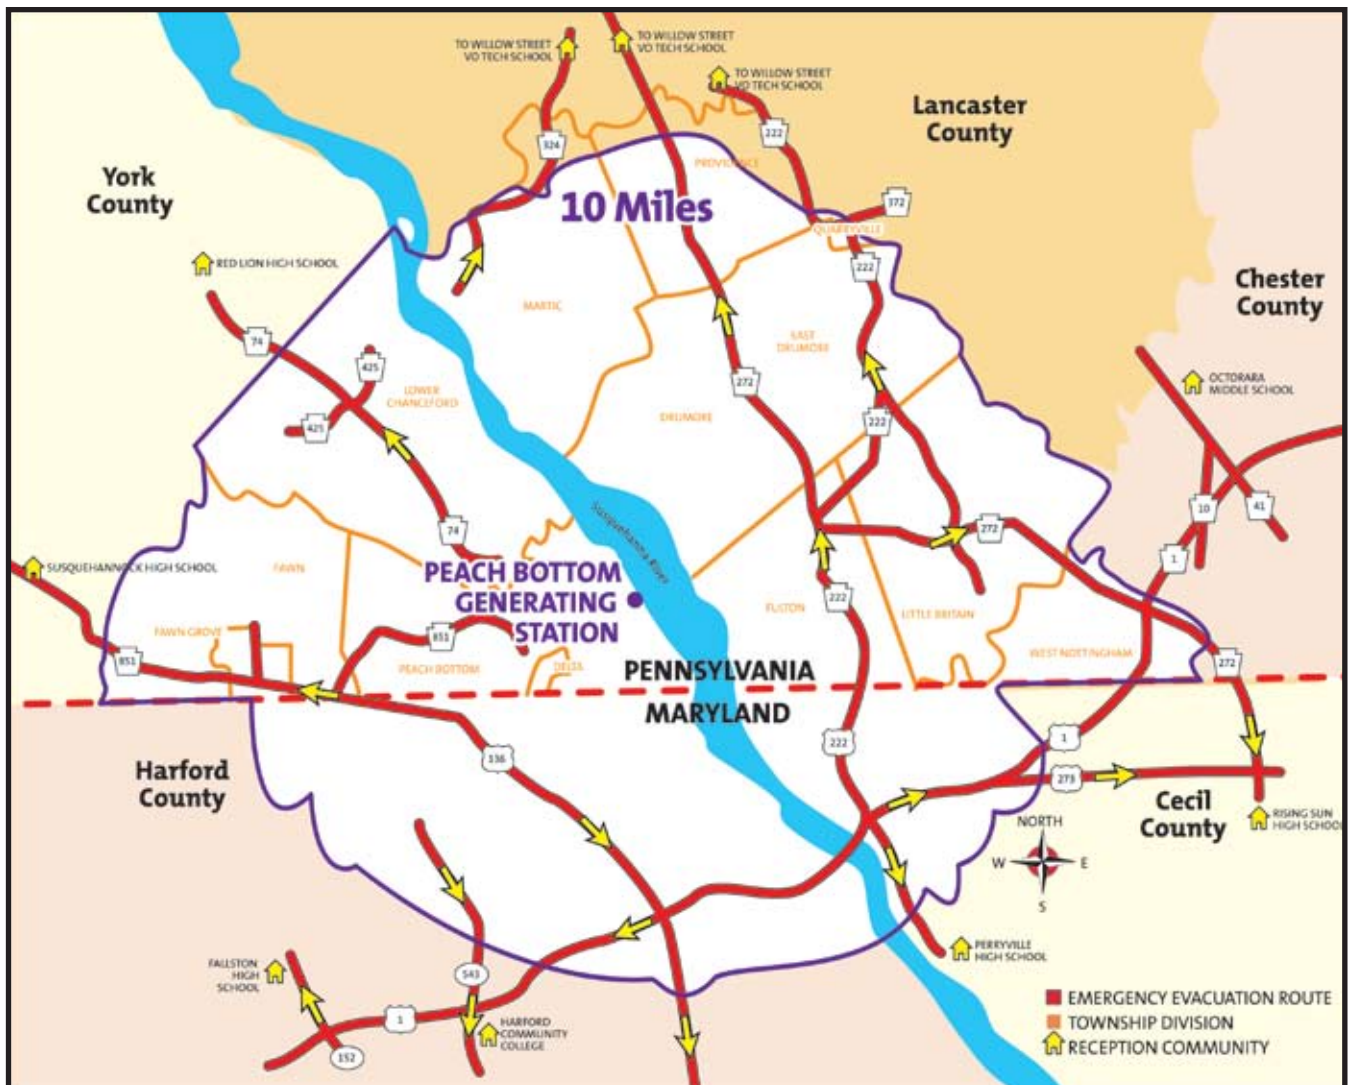 TO WILLOW STREET
VO TECH SCHOOL
TO WILLOW STREET
VO TECH SCHOOL
TO WILLOW STREET
VO TECH SCHOOL
Lancaster
County
222
324
PROVIDENCE
York
County
10 Miles
372
QUARRYVILLE
RED LION HIGH SCHOOL
222
Chester
County
MARTIC
74
EAST
DRUMORE
425
272
OCTORARA
MIDDLE SCHOOL
LOWER
CHANCEFORD
DRUMORE
222
425
10
41
Susquehanna River
74
272
1
SUSQUEHANNOCK HIGH SCHOOL
FAWN
PEACH BOTTOM
GENERATING
STATION
222
FULTON
LITTLE BRITAIN
FAWN GROVE
851
851
PEACH BOTTOM
DELTA
WEST NOTTINGHAM
272
PENNSYLVANIA
MARYLAND
222
1
136
Harford
County
273
Cecil
County
RISING SUN
HIGH SCHOOL
NORTH
W
E
S
PERRYVILLE
HIGH SCHOOL
FALLSTON
HIGH
SCHOOL
543
1
HARFORD
COMMUNITY
COLLEGE
152
EMERGENCY EVACUATION ROUTE
TOWNSHIP DIVISION
RECEPTION COMMUNITY